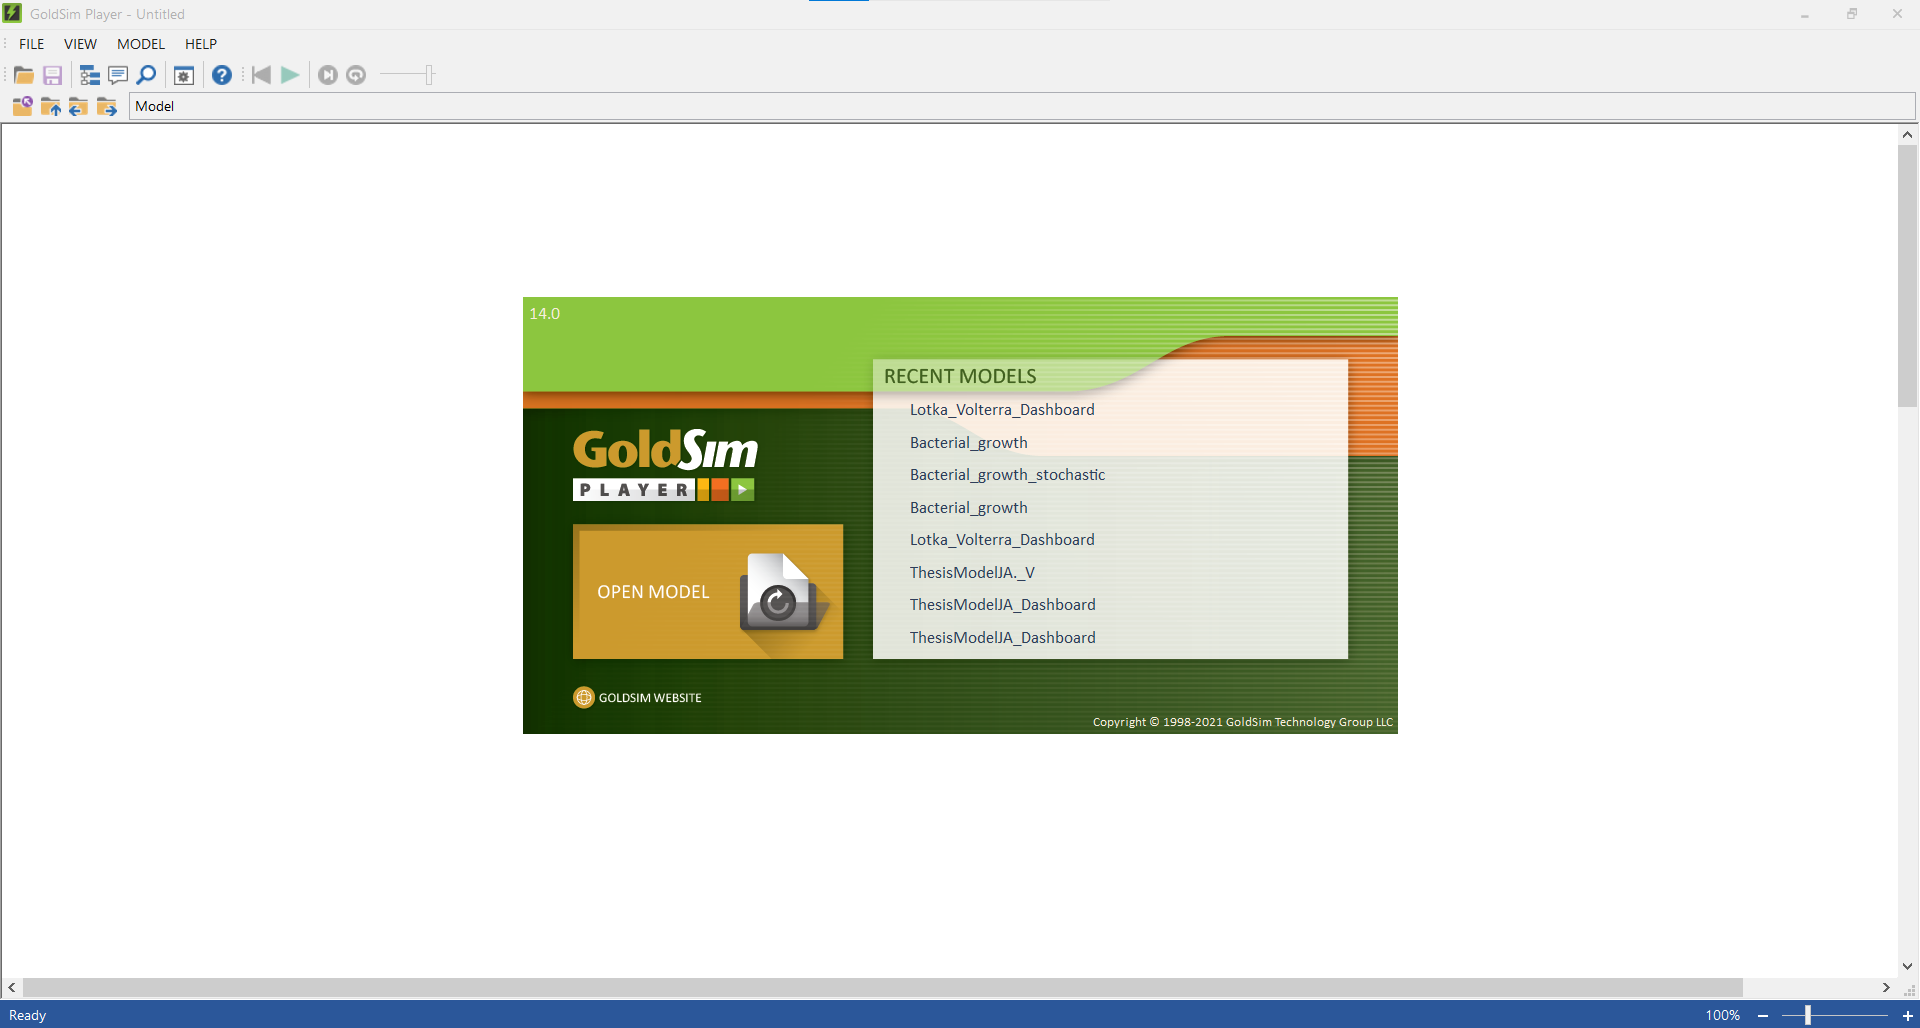 GoldSim Player - Untitled
FILE VIEW MODEL HELP
Model
14.0
RECENT MODELS
Lotka_Volterra_Dashboard
Bacterial_growth
Bacterial_growth_stochastic
Bacterial_growth
Lotka_Volterra_Dashboard
ThesisModelJA._V
ThesisModelJA_Dashboard
ThesisModelJA_Dashboard
GoldSim
PLAYER
OPEN MODEL
GOLDSIM WEBSITE
Copyright © 1998-2021 GoldSim Technology Group LLC
Ready
100%